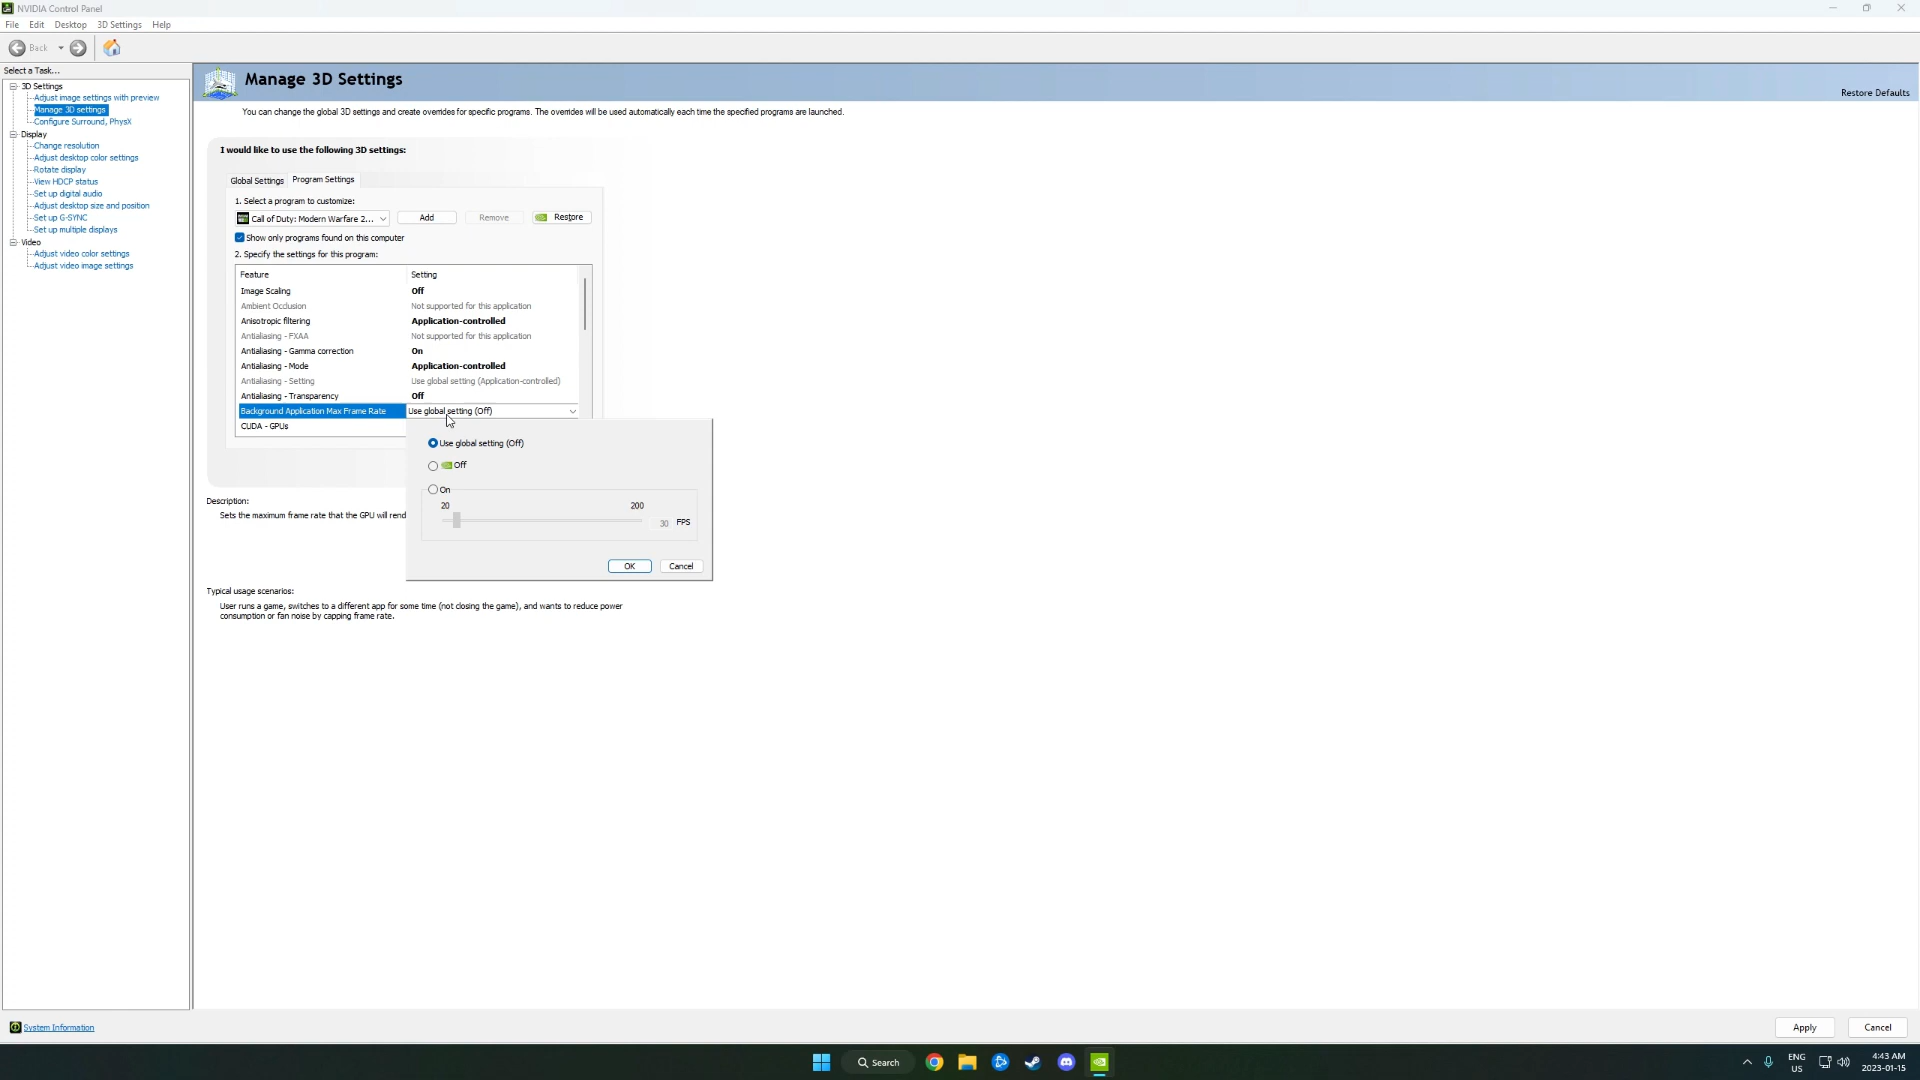 NVIDIA Control Panel
File Edit Desktop 3D Settings Help
Back
Select a Task...
3D Settings
Adjust image settings with preview
Manage 3D settings
Configure Surround, PhysX
Display
Change resolution
Adjust desktop color settings
Rotate display
View HDCP status
Set up digital audio
Adjust desktop size and position
Set up G-SYNC
Set up multiple displays
Video
Adjust video color settings
Adjust video image settings
System Information
Manage 3D Settings
Restore Defaults
You can change the global 3D settings and create overrides for specific programs. The overrides will be used automatically each time the specified programs are launched.
I would like to use the following 3D settings:
Global Settings Program Settings
1. Select a program to customize:
Call of Duty: Modern Warfare 2... Add Remove Restore
Show only programs found on this computer
2. Specify the settings for this program:
Feature Setting
Image Scaling Off
Ambient Occlusion Not supported for this application
Anisotropic filtering Application-controlled
Antialiasing - FXAA Not supported for this application
Antialiasing - Gamma correction On
Antialiasing - Mode Application-controlled
Antialiasing - Setting Use global setting (Application-controlled)
Antialiasing - Transparency Off
Background Application Max Frame Rate Use global setting (Off)
CUDA - GPUs
Use global setting (Off)
Off
On
20 200
30 FPS
OK Cancel
Description:
Sets the maximum frame rate that the GPU will rend
Typical usage scenarios:
User runs a game, switches to a different app for some time (not closing the game), and wants to reduce power
consumption or fan noise by capping frame rate.
Apply Cancel
Search
ENG
US
4:43 AM
2023-01-15